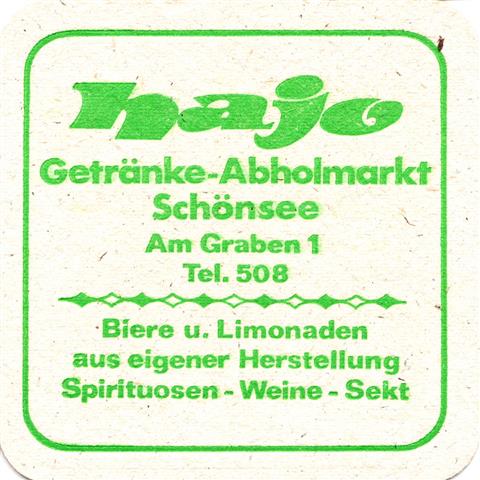 hajo
Getränke-Abholmarkt
Schönsee
Am Graben 1
Tel. 508
Biere u. Limonaden
aus eigener Herstellung
Spirituosen - Weine - Sekt